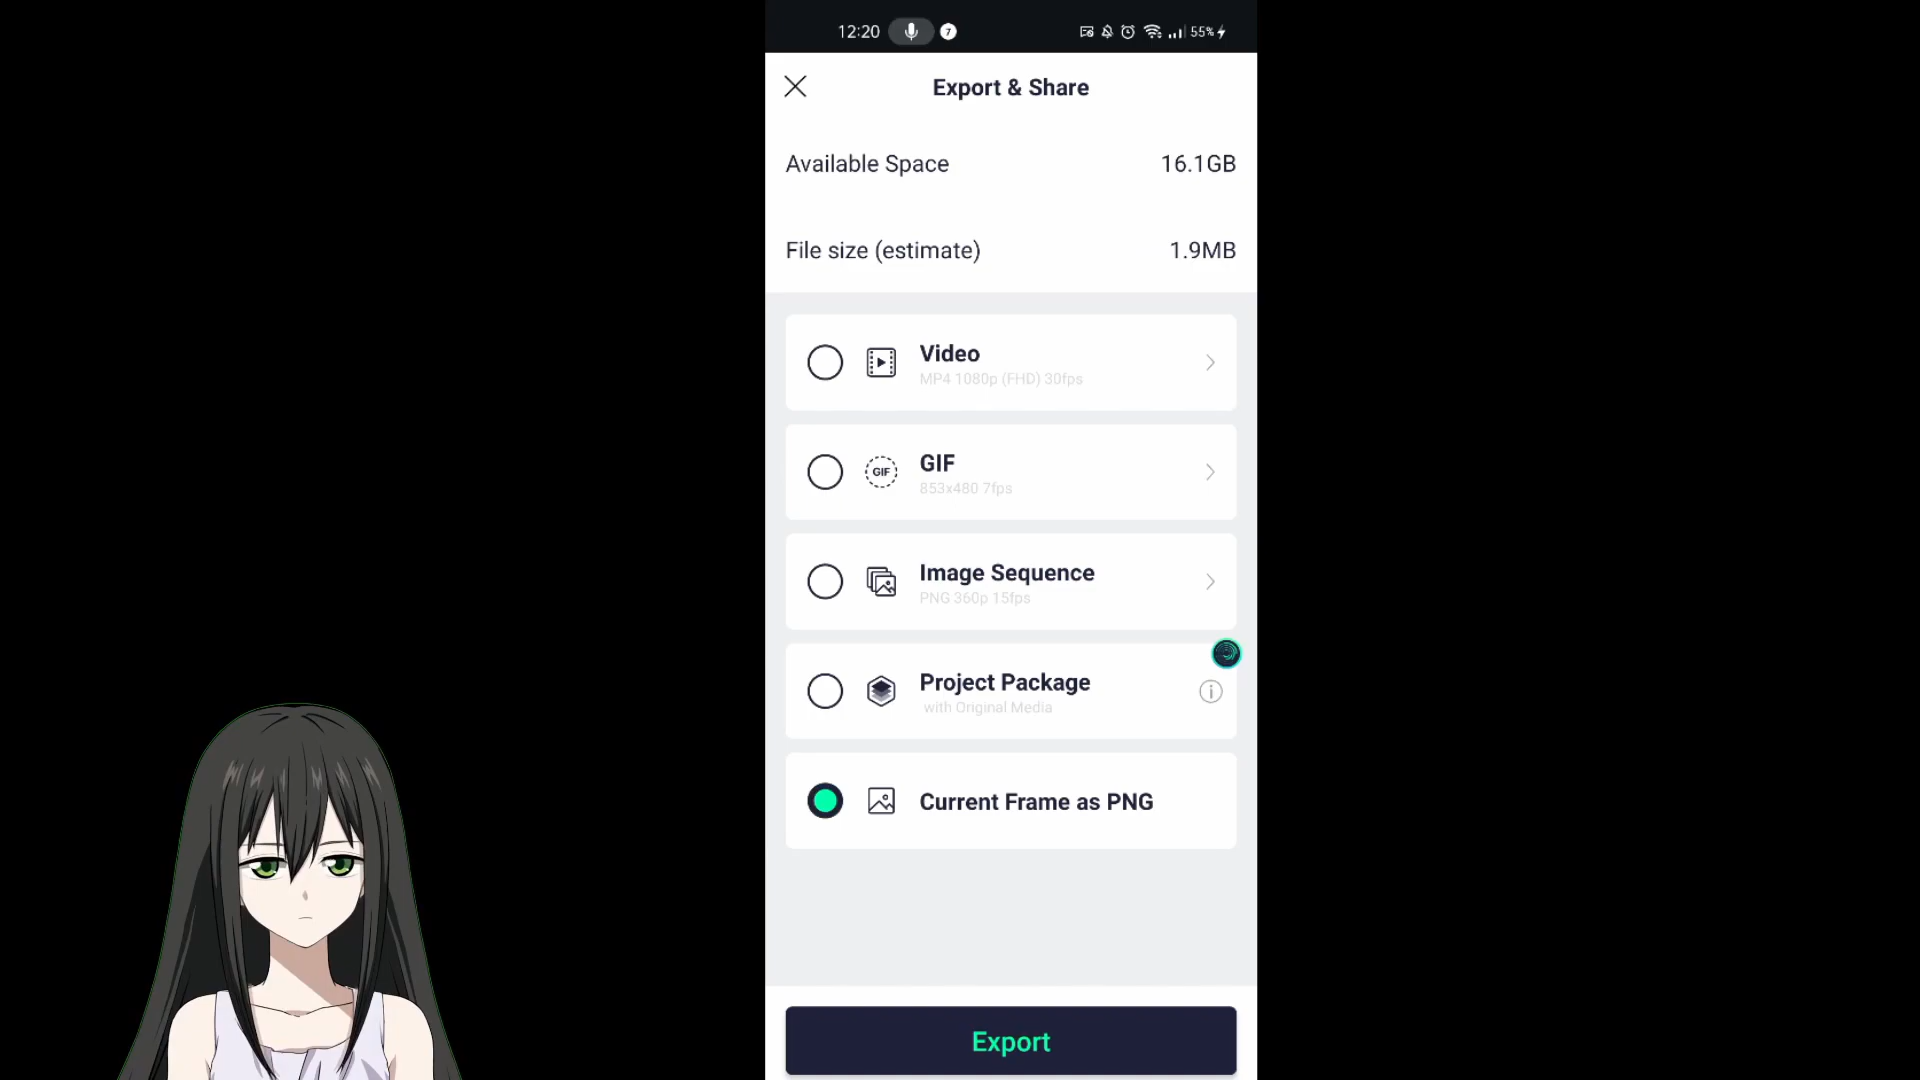 12:20 7 55%
Export & Share
Available Space 16.1GB
File size (estimate) 1.9MB
Video
MP4 1080p (FHD) 30fps
GIF GIF
853x480 7fps
Image Sequence
PNG 360p 15fps
Project Package
with Original Media
Current Frame as PNG
Export